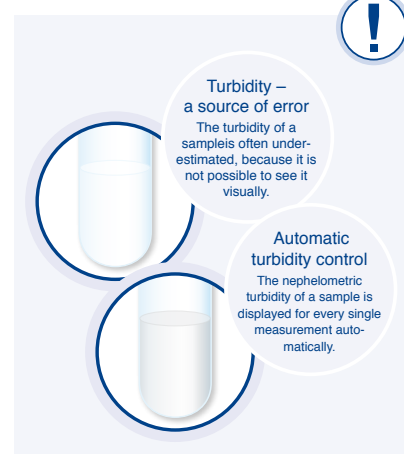 !
Turbidity –
a source of error
The turbidity of a
sampleis often under-
estimated, because it is
not possible to see it
visually.
Automatic
turbidity control
The nephelometric
turbidity of a sample is
displayed for every single
measurement auto-
matically.